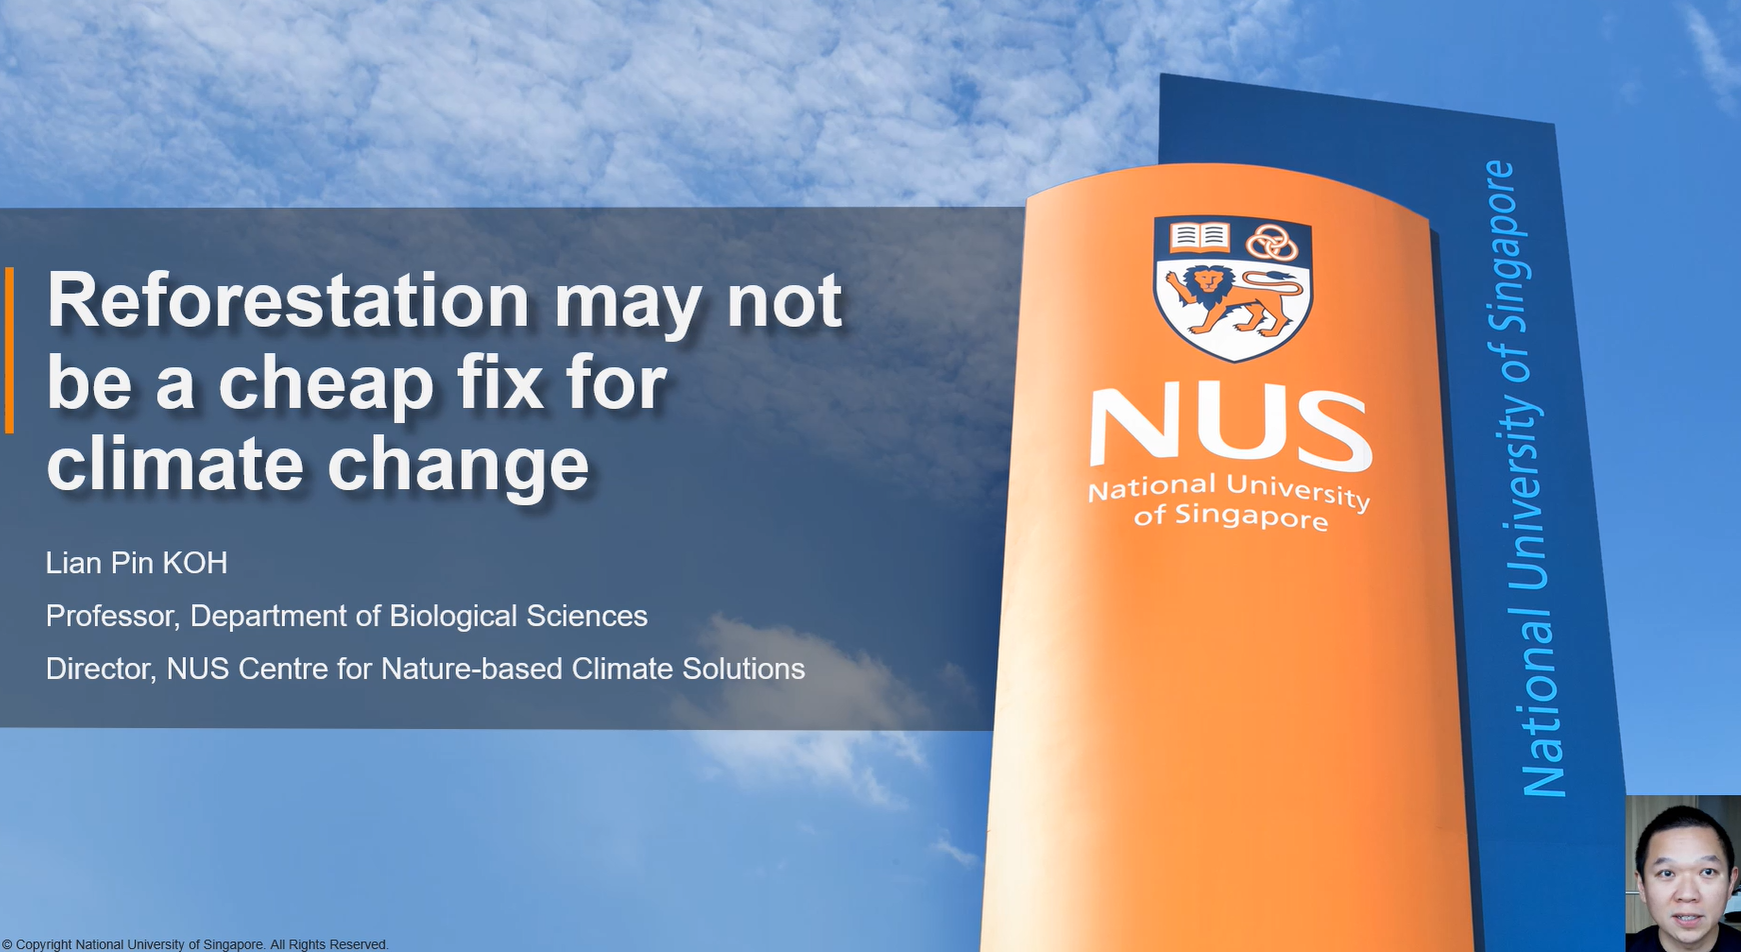 Reforestation may not
be a cheap fix for
climate change
Lian Pin KOH
Professor, Department of Biological Sciences
Director, NUS Centre for Nature-based Climate Solutions
NUS
National University
of Singapore
National University of Singapore
© Copyright National University of Singapore. All Rights Reserved.